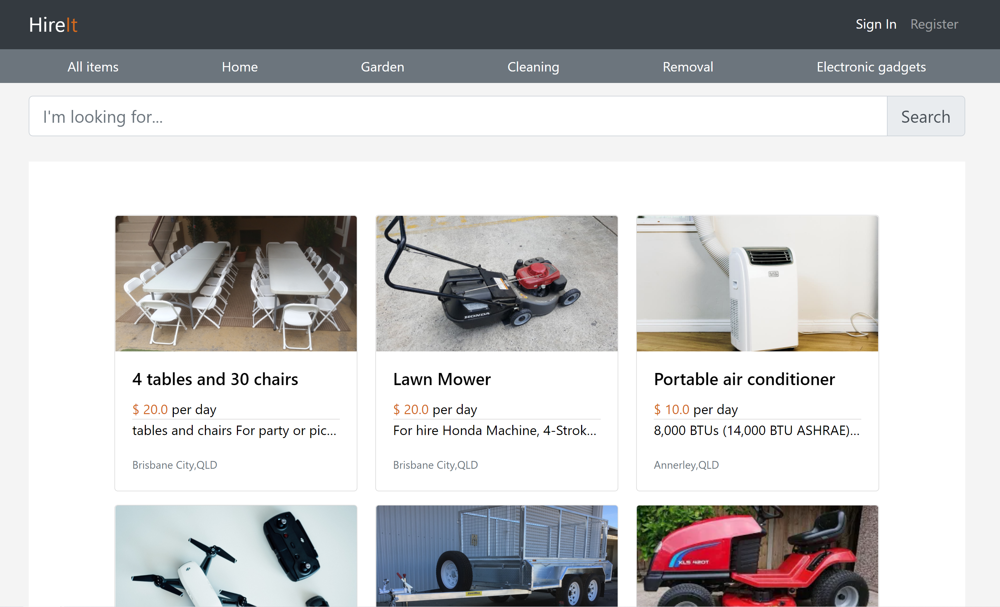 HireIt
Sign In Register
All items Home Garden Cleaning Removal Electronic gadgets
I'm looking for...
Search
BLACK+
DECKER
HONDA
4 tables and 30 chairs
Lawn Mower
Portable air conditioner
$ 20.0 per day
$ 20.0 per day
$ 10.0 per day
tables and chairs For party or pic...
For hire Honda Machine, 4-Strok...
8,000 BTUs (14,000 BTU ASHRAE)...
Brisbane City,QLD
Brisbane City,QLD
Annerley,QLD
XLS 420T